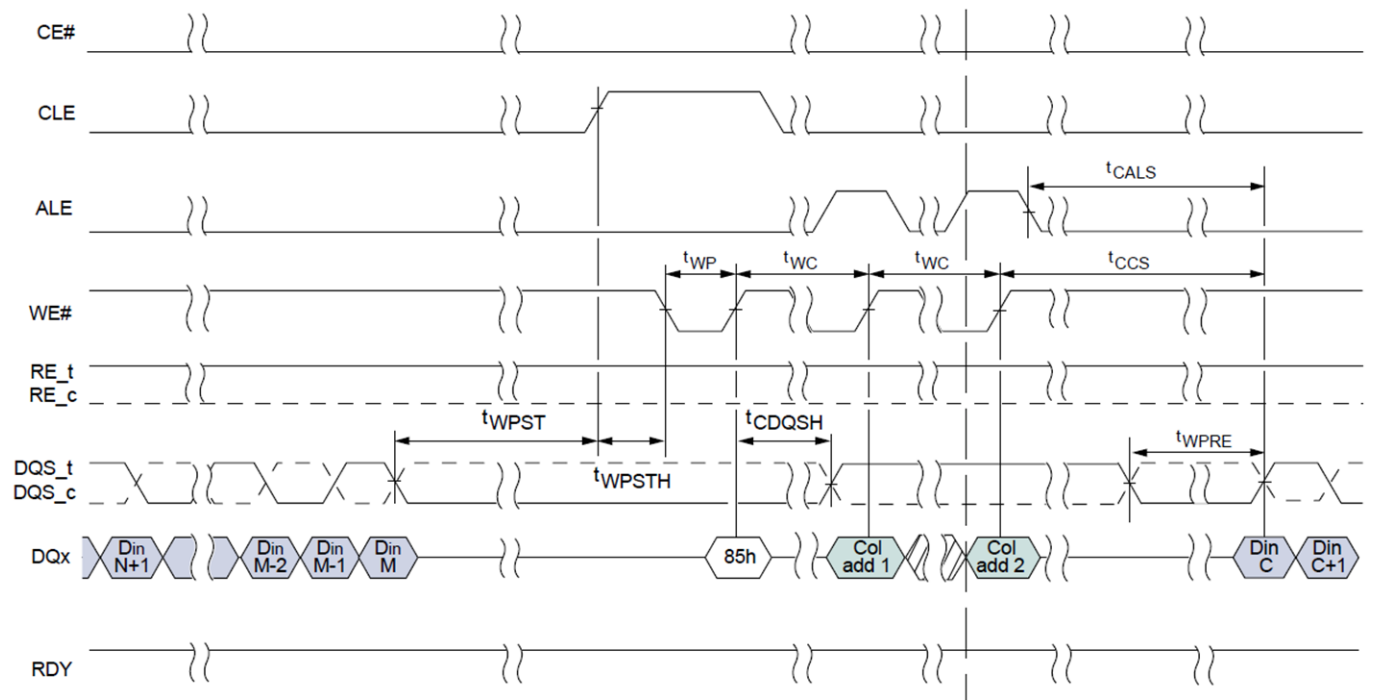 CE#
CLE
tCALS
ALE
tWP tWC tWC tCCS
WE#
RE_t
RE_c
tWPST tCDQSH tWPRE
DQS_t
DQS_c
tWPSTH
DQx
Din N+1
Din M-2
Din M-1
Din M
85h
Col add 1
Col add 2
Din C
Din C+1
RDY